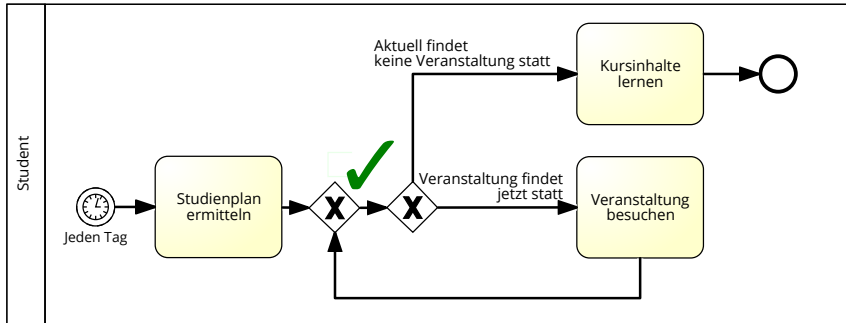 Student
Jeden Tag
Studienplan
ermitteln
Aktuell findet
keine Veranstaltung statt
Kursinhalte
lernen
Veranstaltung findet
jetzt statt
Veranstaltung
besuchen